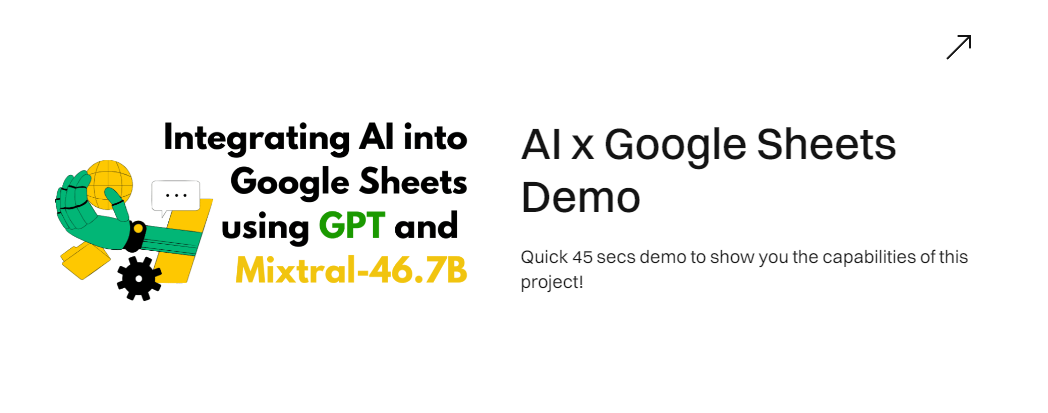 Integrating AI into
Google Sheets
using GPT and
Mixtral-46.7B
AI x Google Sheets
Demo
Quick 45 secs demo to show you the capabilities of this
project!